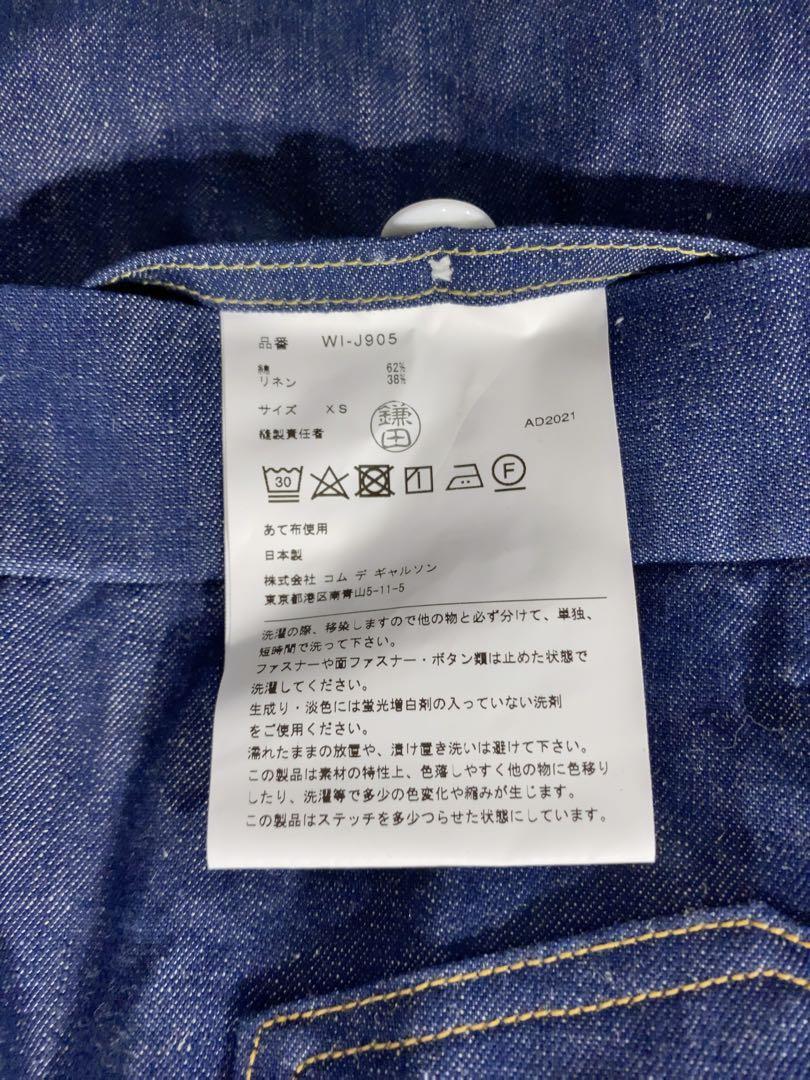 品番 WI-J905
綿 62%
リネン 38%
サイズ XS
縫製責任者 鎌田
AD2021
30 1 F
あて布使用
日本製
株式会社 コム デ ギャルソン
東京都港区南青山5-11-5
洗濯の際、移染しますので他の物と必ず分けて、単独、
短時間で洗って下さい。
ファスナーや面ファスナー・ボタン類は止めた状態で
洗濯してください。
生成り・淡色には蛍光増白剤の入っていない洗剤
をご使用ください。
濡れたままの放置や、漬け置き洗いは避けて下さい。
この製品は素材の特性上、色落しやすく他の物に色移り
したり、洗濯等で多少の色変化や縮みが生じます。
この製品はステッチを多少つらせた状態にしています。